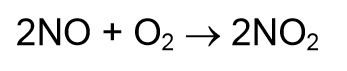 2NO + O₂ → 2NO₂